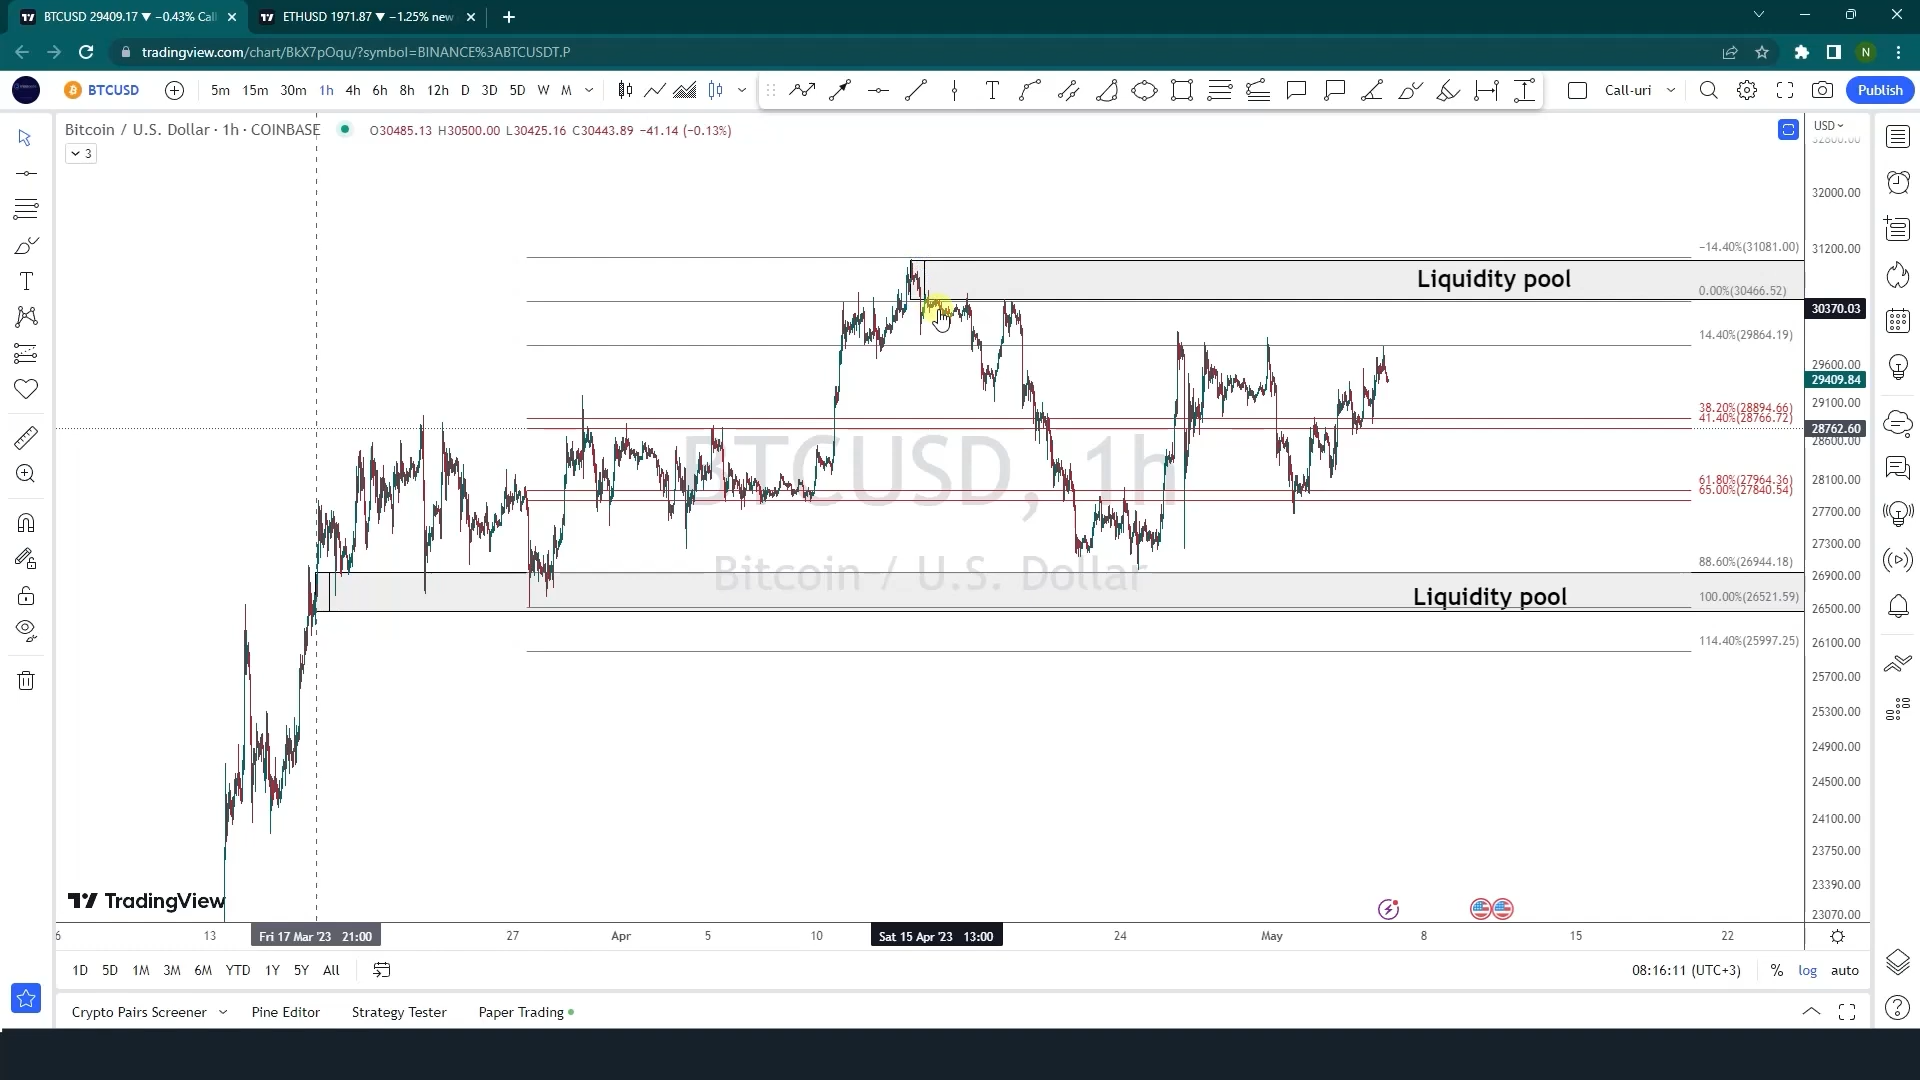 BTCUSD 29409.17 ▼ −0.43% Call
ETHUSD 1971.87 ▼ −1.25% new
tradingview.com/chart/BkX7pOqu/?symbol=BINANCE%3ABTCUSDT.P
N
BTCUSD 5m 15m 30m 1h 4h 6h 8h 12h D 3D 5D W M
Call-uri
Publish
Bitcoin / U.S. Dollar · 1h · COINBASE
O30485.13 H30500.00 L30425.16 C30443.89 −41.14 (−0.13%)
3
USD
32800.00
32000.00
31200.00
30370.03
29600.00
29409.84
29100.00
28762.60
28600.00
28100.00
27700.00
27300.00
26900.00
26500.00
26100.00
25700.00
25300.00
24900.00
24500.00
24100.00
23750.00
23390.00
23070.00
−14.40%(31081.00)
Liquidity pool
0.00%(30466.52)
14.40%(29864.19)
38.20%(28894.66)
41.40%(28766.72)
61.80%(27964.36)
65.00%(27840.54)
88.60%(26944.18)
Liquidity pool
100.00%(26521.59)
114.40%(25997.25)
BTCUSD, 1h
Bitcoin / U.S. Dollar
TradingView
6 13 Fri 17 Mar '23 21:00 27 Apr 5 10 Sat 15 Apr '23 13:00 24 May 8 15 22
1D 5D 1M 3M 6M YTD 1Y 5Y All
08:16:11 (UTC+3) % log auto
Crypto Pairs Screener Pine Editor Strategy Tester Paper Trading